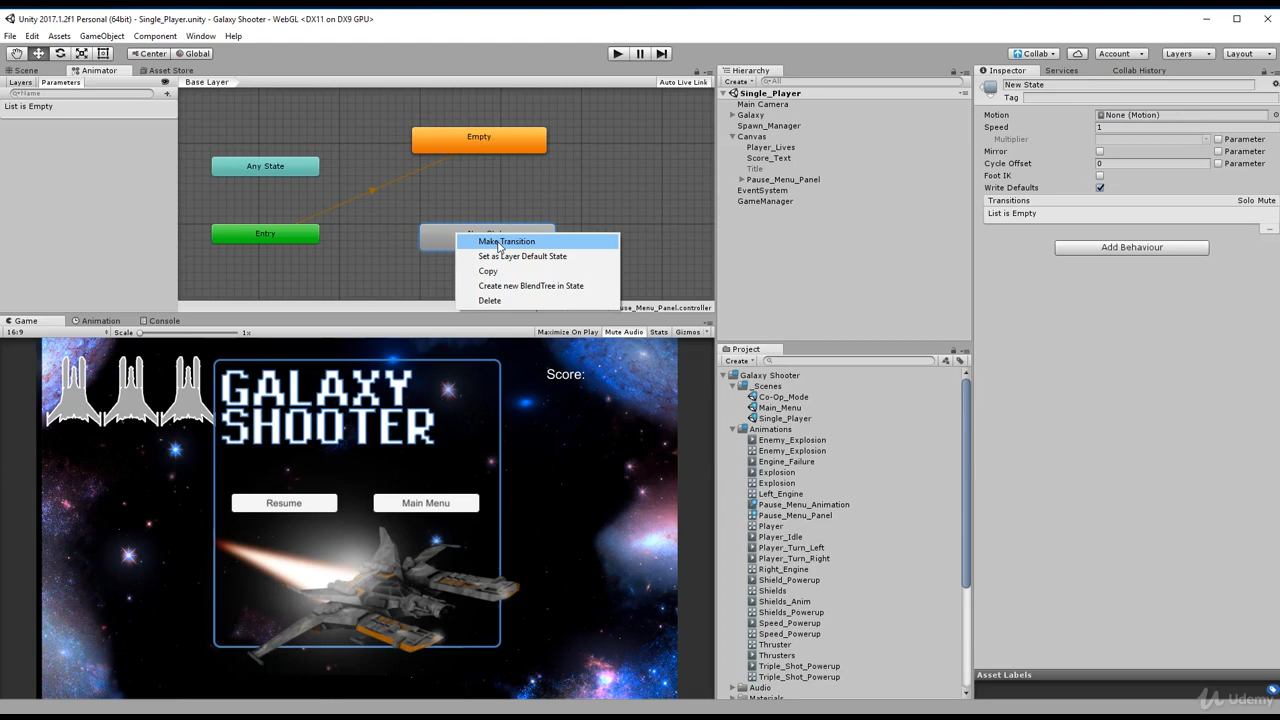 Unity 2017.1.2f1 Personal (64bit) - Single_Player.unity - Galaxy Shooter - WebGL <DX11 on DX9 GPU>
File Edit Assets GameObject Component Window Help
Center Global Collab Account Layers Layout
Scene Animator Asset Store
Layers Parameters Base Layer Auto Live Link
Name
List is Empty
Empty
Any State
Entry
Make Transition
Set as Layer Default State
Copy
Create new BlendTree in State
Delete
Hierarchy
Create All
Single_Player
Main Camera
Galaxy
Spawn_Manager
Canvas
Player_Lives
Score_Text
Title
Pause_Menu_Panel
EventSystem
GameManager
Inspector Services Collab History
New State
Tag
Motion None (Motion)
Speed 1
Multiplier Parameter
Mirror Parameter
Cycle Offset 0 Parameter
Foot IK
Write Defaults
Transitions Solo Mute
List is Empty
Add Behaviour
Game Animation Console
16:9 Scale 1x Maximize On Play Mute Audio Stats Gizmos
GALAXY
SHOOTER
Score:
Resume Main Menu
Project
Create
Galaxy Shooter
_Scenes
Co-Op_Mode
Main_Menu
Single_Player
Animations
Enemy_Explosion
Enemy_Explosion
Engine_Failure
Explosion
Explosion
Left_Engine
Pause_Menu_Animation
Pause_Menu_Panel
Player
Player_Idle
Player_Turn_Left
Player_Turn_Right
Right_Engine
Shield_Powerup
Shields
Shields_Anim
Shields_Powerup
Speed_Powerup
Speed_Powerup
Thruster
Thrusters
Triple_Shot_Powerup
Triple_Shot_Powerup
Audio
Materials
Asset Labels
Udemy